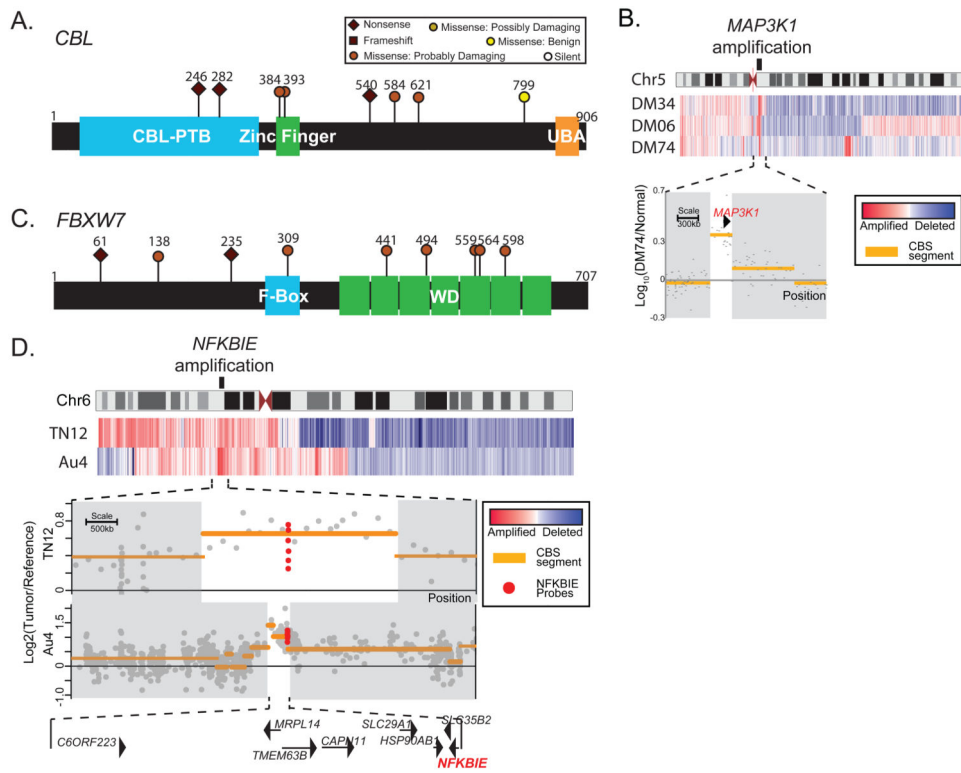 A.
CBL
Nonsense
Frameshift
Missense: Probably Damaging
Missense: Possibly Damaging
Missense: Benign
Silent
246 282 384 393 540 584 621 799
1 906
CBL-PTB Zinc Finger UBA
B.
MAP3K1
amplification
Chr5
DM34
DM06
DM74
0.7
0.3
0
-0.3
Log10(DM74/Normal)
Scale
300kb
MAP3K1
Position
Amplified Deleted
CBS
segment
C.
FBXW7
61 138 235 309 441 494 559 564 598
1 707
F-Box WD
D.
NFKBIE
amplification
Chr6
TN12
Au4
Log2(Tumor/Reference)
TN12
0.8
0
Scale
500kb
Position
Au4
1.5
0.5
0
-1.0
Amplified Deleted
CBS
segment
NFKBIE
Probes
C6ORF223
MRPL14
TMEM63B
CAPN11
SLC29A1
HSP90AB1
SLC35B2
NFKBIE